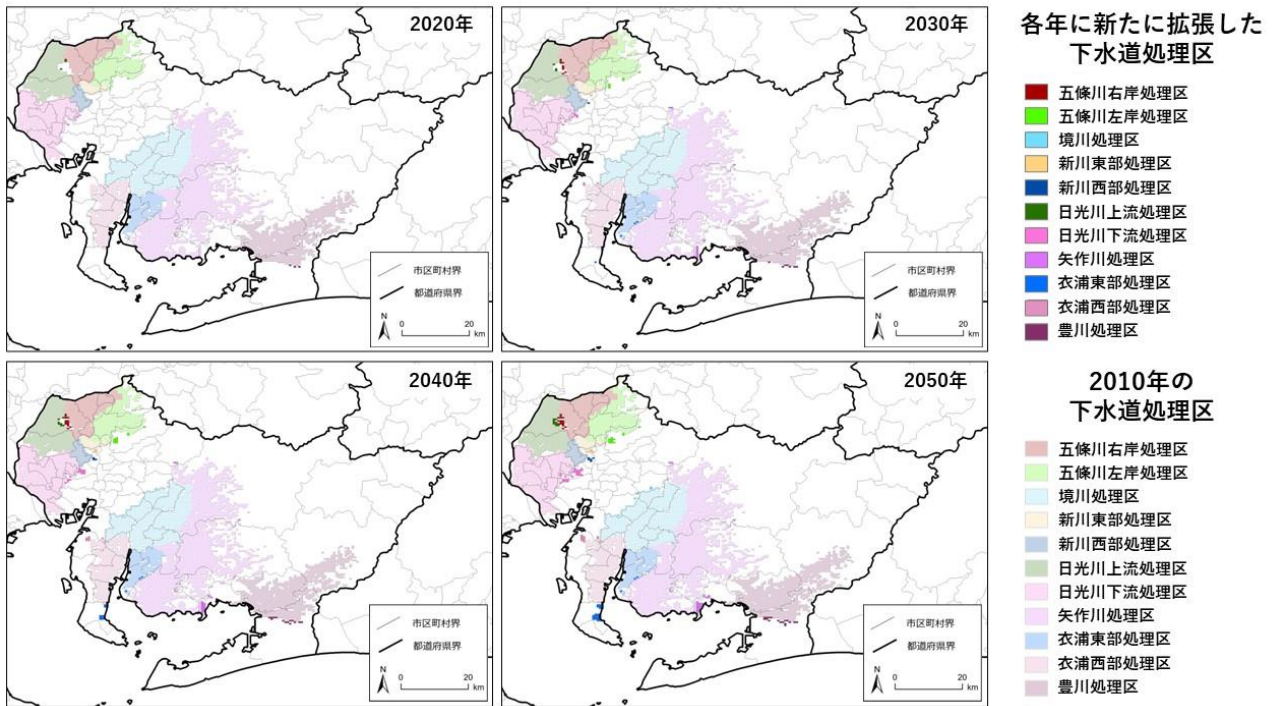 2020年
市区町村界
都道府県界
N
0 20
km
2030年
市区町村界
都道府県界
N
0 20
km
2040年
市区町村界
都道府県界
N
0 20
km
2050年
市区町村界
都道府県界
N
0 20
km
各年に新たに拡張した
下水道処理区
五條川右岸処理区
五條川左岸処理区
境川処理区
新川東部処理区
新川西部処理区
日光川上流処理区
日光川下流処理区
矢作川処理区
衣浦東部処理区
衣浦西部処理区
豊川処理区
2010年の
下水道処理区
五條川右岸処理区
五條川左岸処理区
境川処理区
新川東部処理区
新川西部処理区
日光川上流処理区
日光川下流処理区
矢作川処理区
衣浦東部処理区
衣浦西部処理区
豊川処理区